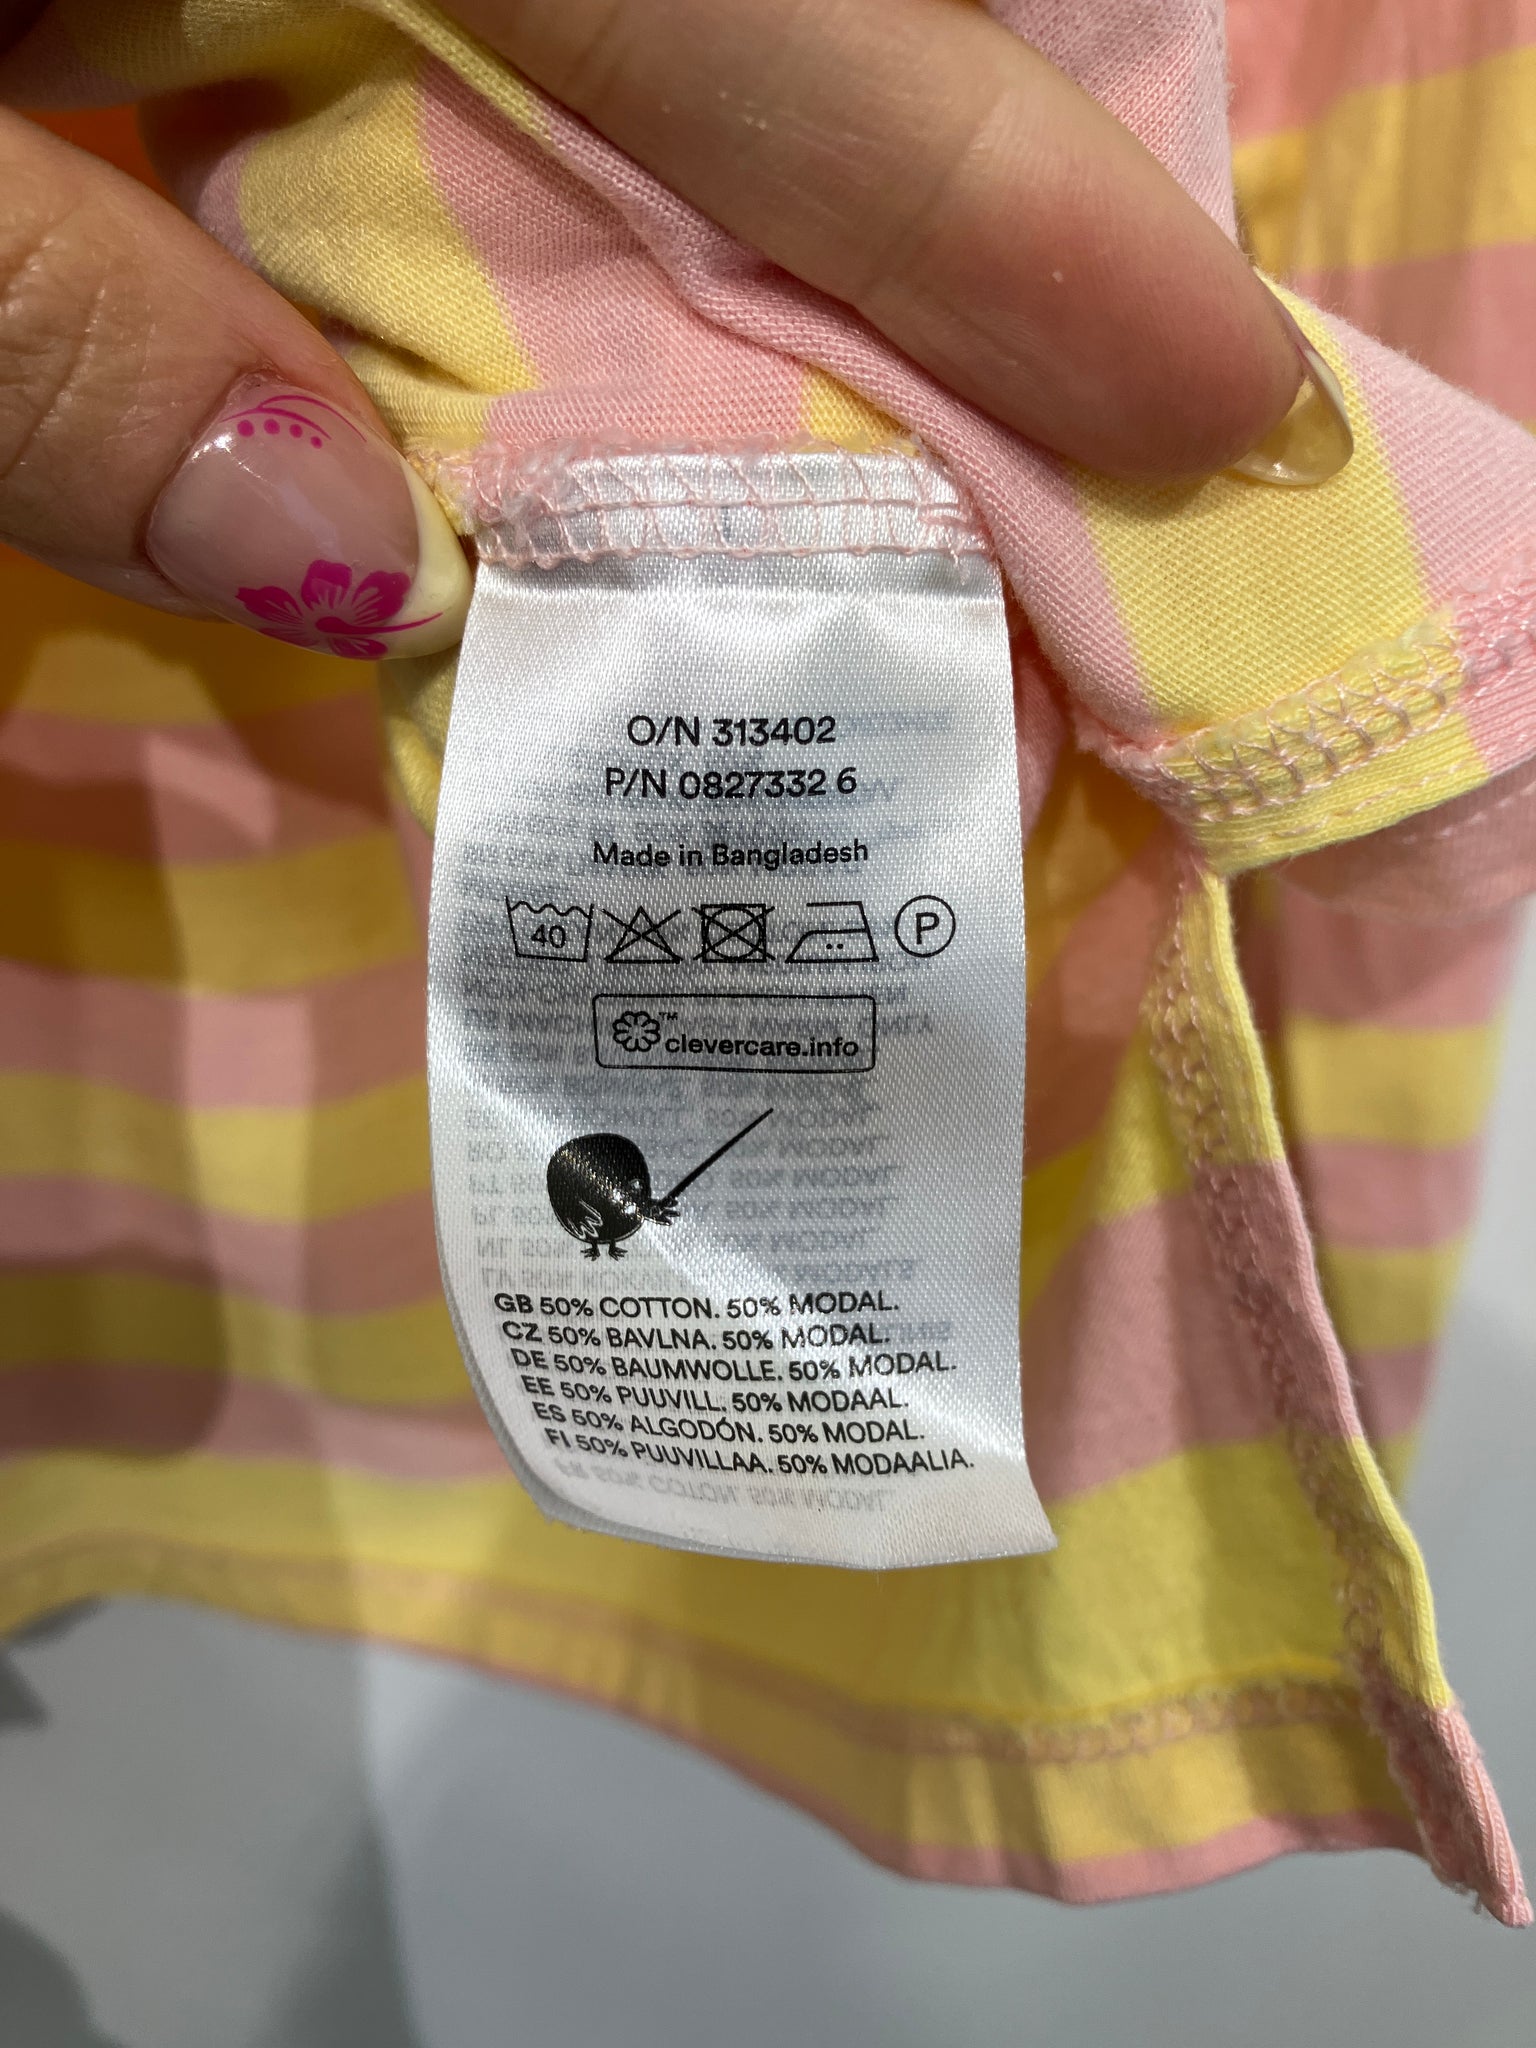 O/N 313402
P/N 0827332 6
Made in Bangladesh
40 P
™
clevercare.info
GB 50% COTTON. 50% MODAL.
CZ 50% BAVLNA. 50% MODAL.
DE 50% BAUMWOLLE. 50% MODAL.
EE 50% PUUVILL. 50% MODAAL.
ES 50% ALGODÓN. 50% MODAL.
FI 50% PUUVILLAA. 50% MODAALIA.